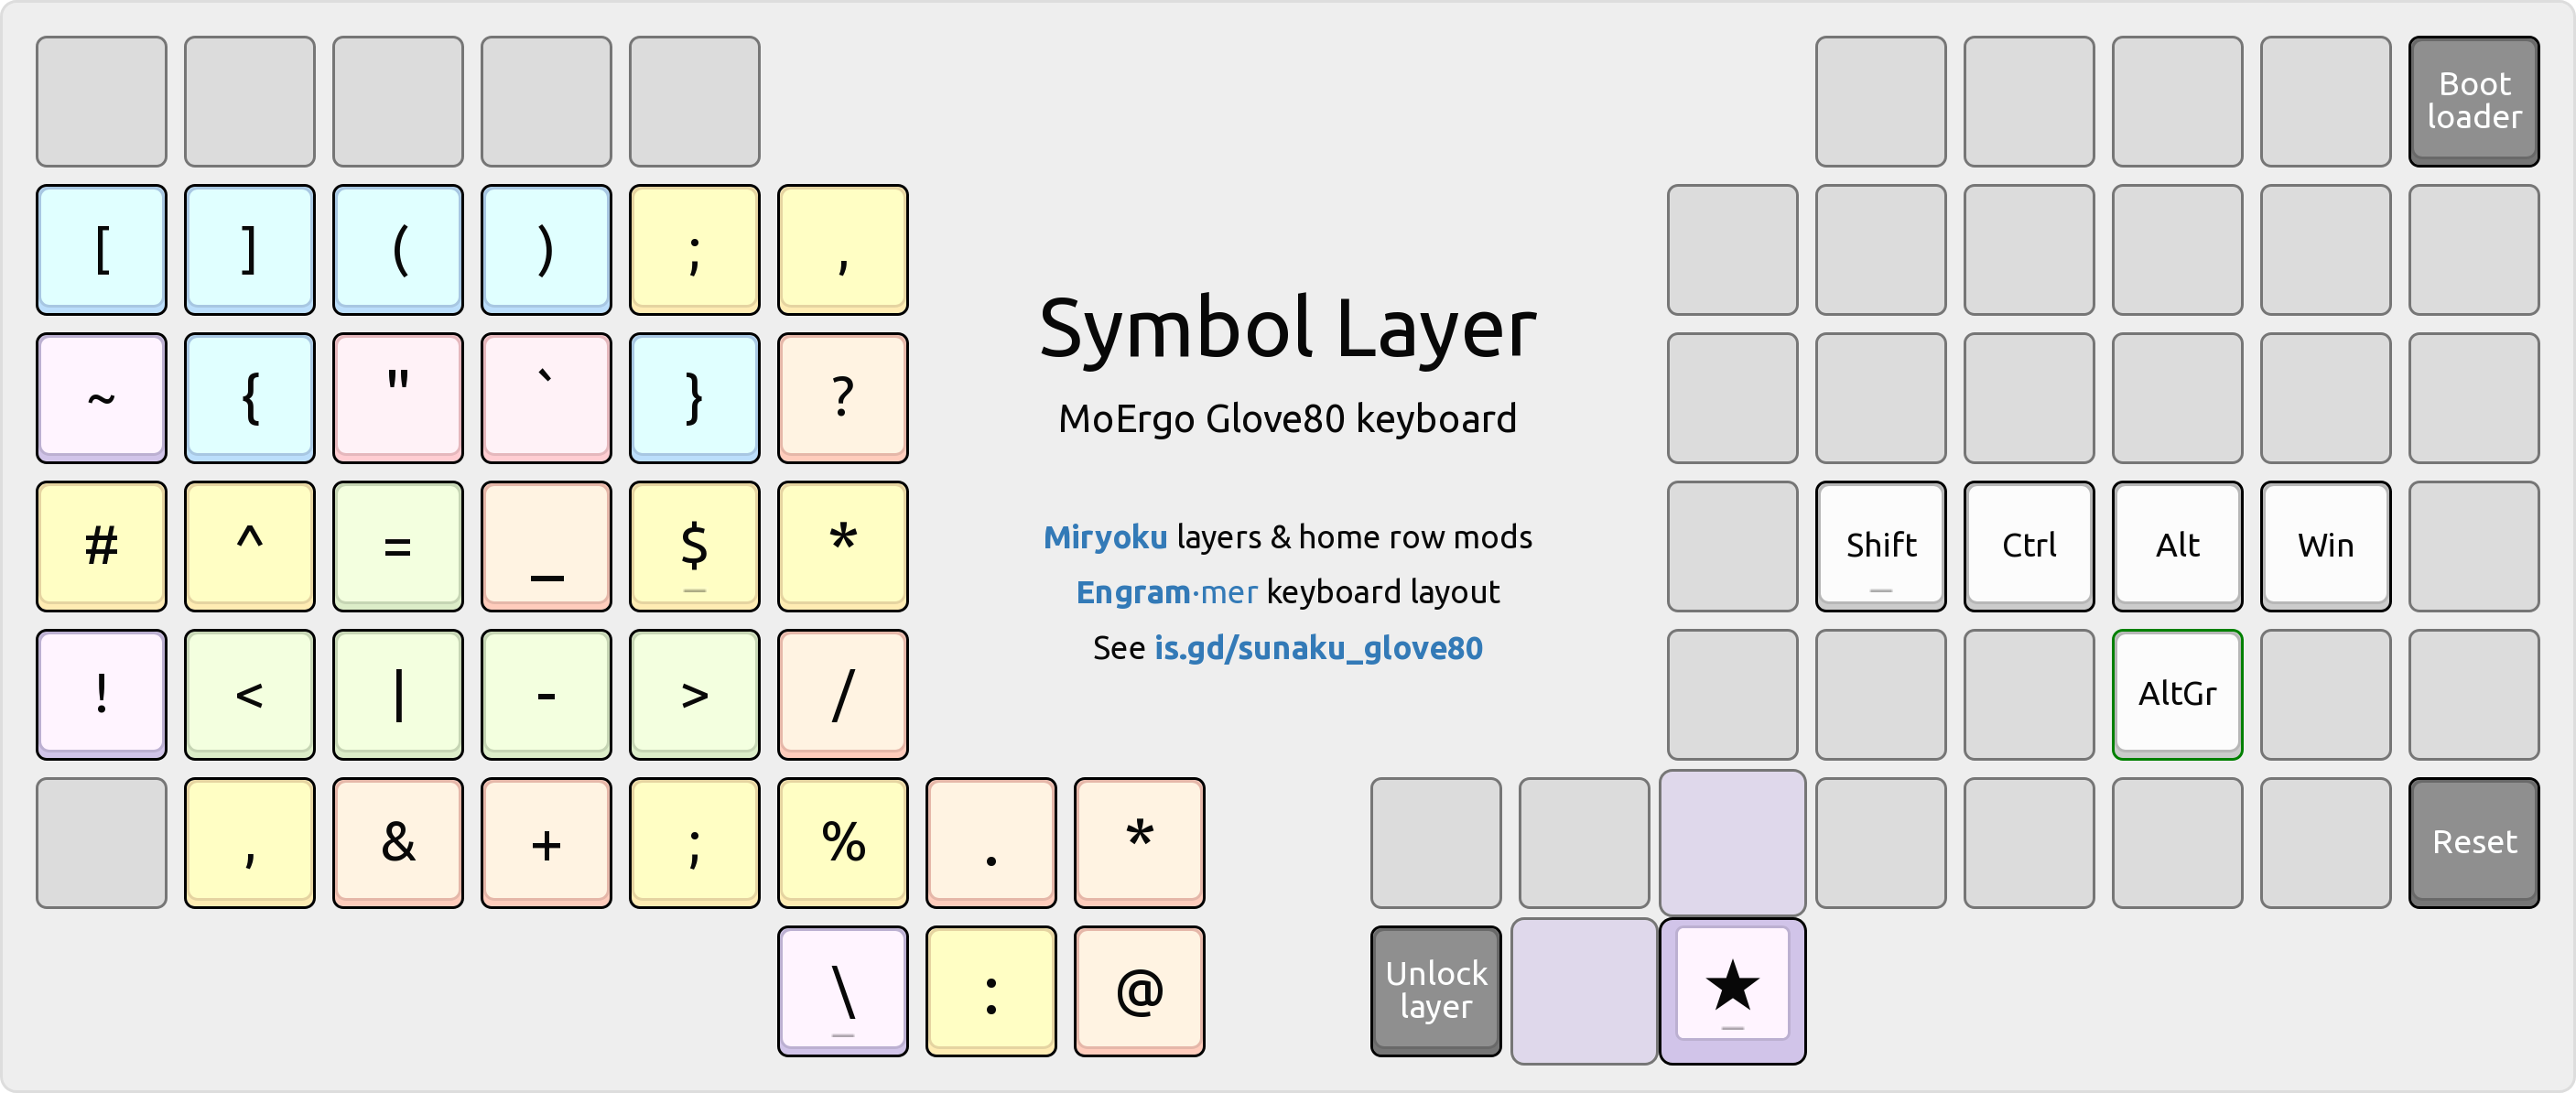 Boot
loader
[ ] ( ) ; ,
~ { " ` } ?
Symbol Layer
MoErgo Glove80 keyboard
# ^ = _ $ *
Shift Ctrl Alt Win
Miryoku layers & home row mods
Engram·mer keyboard layout
See is.gd/sunaku_glove80
! < | - > /
AltGr
, & + ; % . *
Reset
\ : @
Unlock
layer
★